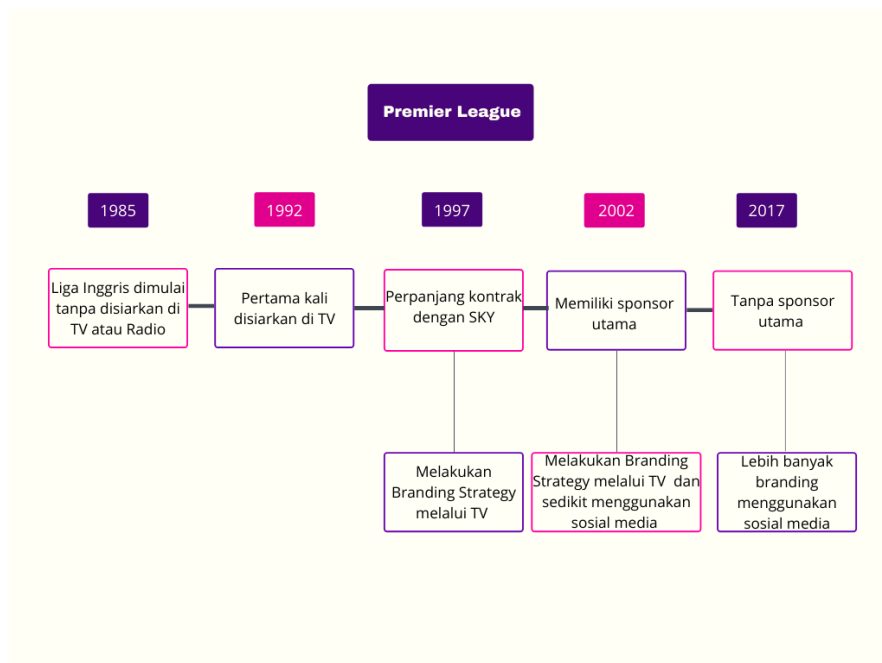 Premier League
1985
1992
1997
2002
2017
Liga Inggris dimulai
tanpa disiarkan di
TV atau Radio
Pertama kali
disiarkan di TV
Perpanjang kontrak
dengan SKY
Memiliki sponsor
utama
Tanpa sponsor
utama
Melakukan
Branding Strategy
melalui TV
Melakukan Branding
Strategy melalui TV dan
sedikit menggunakan
sosial media
Lebih banyak
branding
menggunakan
sosial media